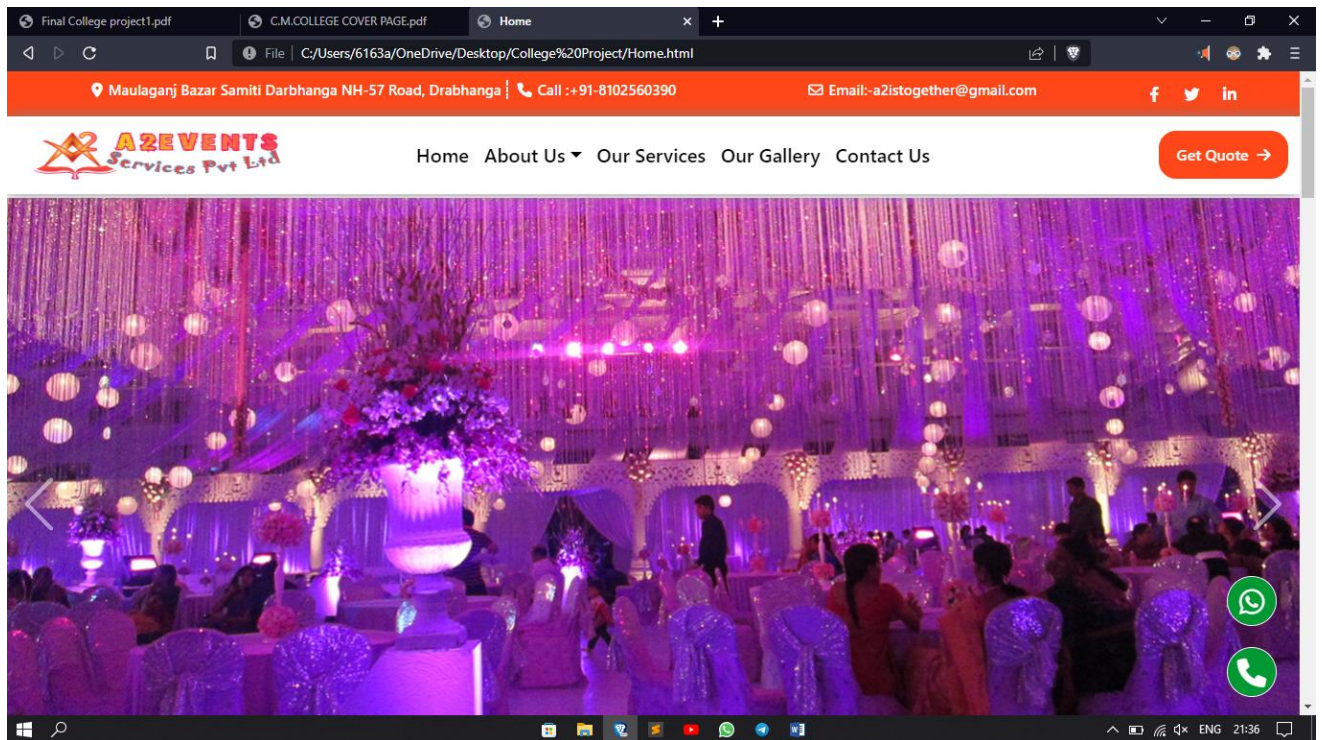 Final College project1.pdf
C.M.COLLEGE COVER PAGE.pdf
Home
File | C:/Users/6163a/OneDrive/Desktop/College%20Project/Home.html
Maulaganj Bazar Samiti Darbhanga NH-57 Road, Drabhanga ¦ Call :+91-8102560390
Email:-a2istogether@gmail.com
A2EVENTS
Services Pvt Ltd
Home About Us Our Services Our Gallery Contact Us
Get Quote →
ENG 21:36